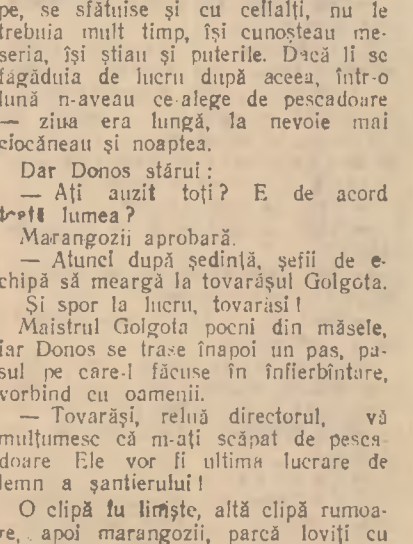 pe, se sfătuise și cu ceilalți, nu le
trebuia mult timp, își cunoșteau me-
seria, își știau și puterile. Dacă li se
făgăduia de lucru după aceea, într-o
lună n-aveau ce alege de pescadoare
— ziua era lungă, la nevoie mai
ciocăneau și noaptea.
Dar Donos stărui :
— Ați auzit toți ? E de acord
toată lumea ?
Marangozii aprobară.
— Atunci după ședință, șefii de e-
chipă să meargă la tovarășul Golgota.
Și spor la lucru, tovarăsi !
Maistrul Golgota pocni din măsele,
iar Donos se trase înapoi un pas, pa-
sul pe care-l făcuse în înfierbîntare,
vorbind cu oamenii.
— Tovarăși, reluă directorul, vă
mulțumesc că m-ați scăpat de pesca-
doare Ele vor fi ultima lucrare de
lemn a șantierului !
O clipă fu liniște, altă clipă rumoa-
re, apoi marangozii, parcă loviți cu